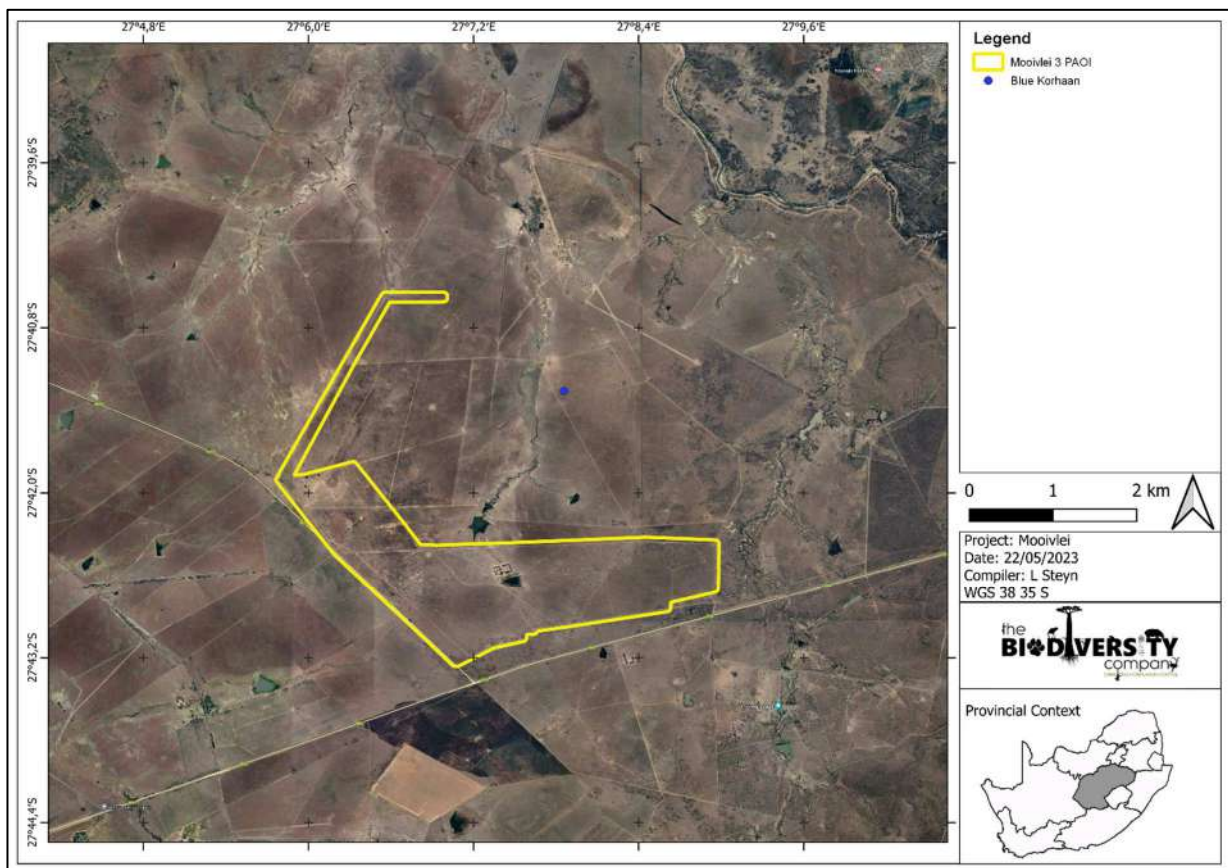 27°4,8'E
27°6,0'E
27°7,2'E
27°8,4'E
27°9,6'E
27°39,6'S
27°40,8'S
27°42,0'S
27°43,2'S
27°44,4'S
Legend
Mooivlei 3 PAOI
Blue Korhaan
0 1 2 km
Project: Mooivlei
Date: 22/05/2023
Compiler: L Steyn
WGS 38 35 S
the
BIODIVERSITY
company
Provincial Context